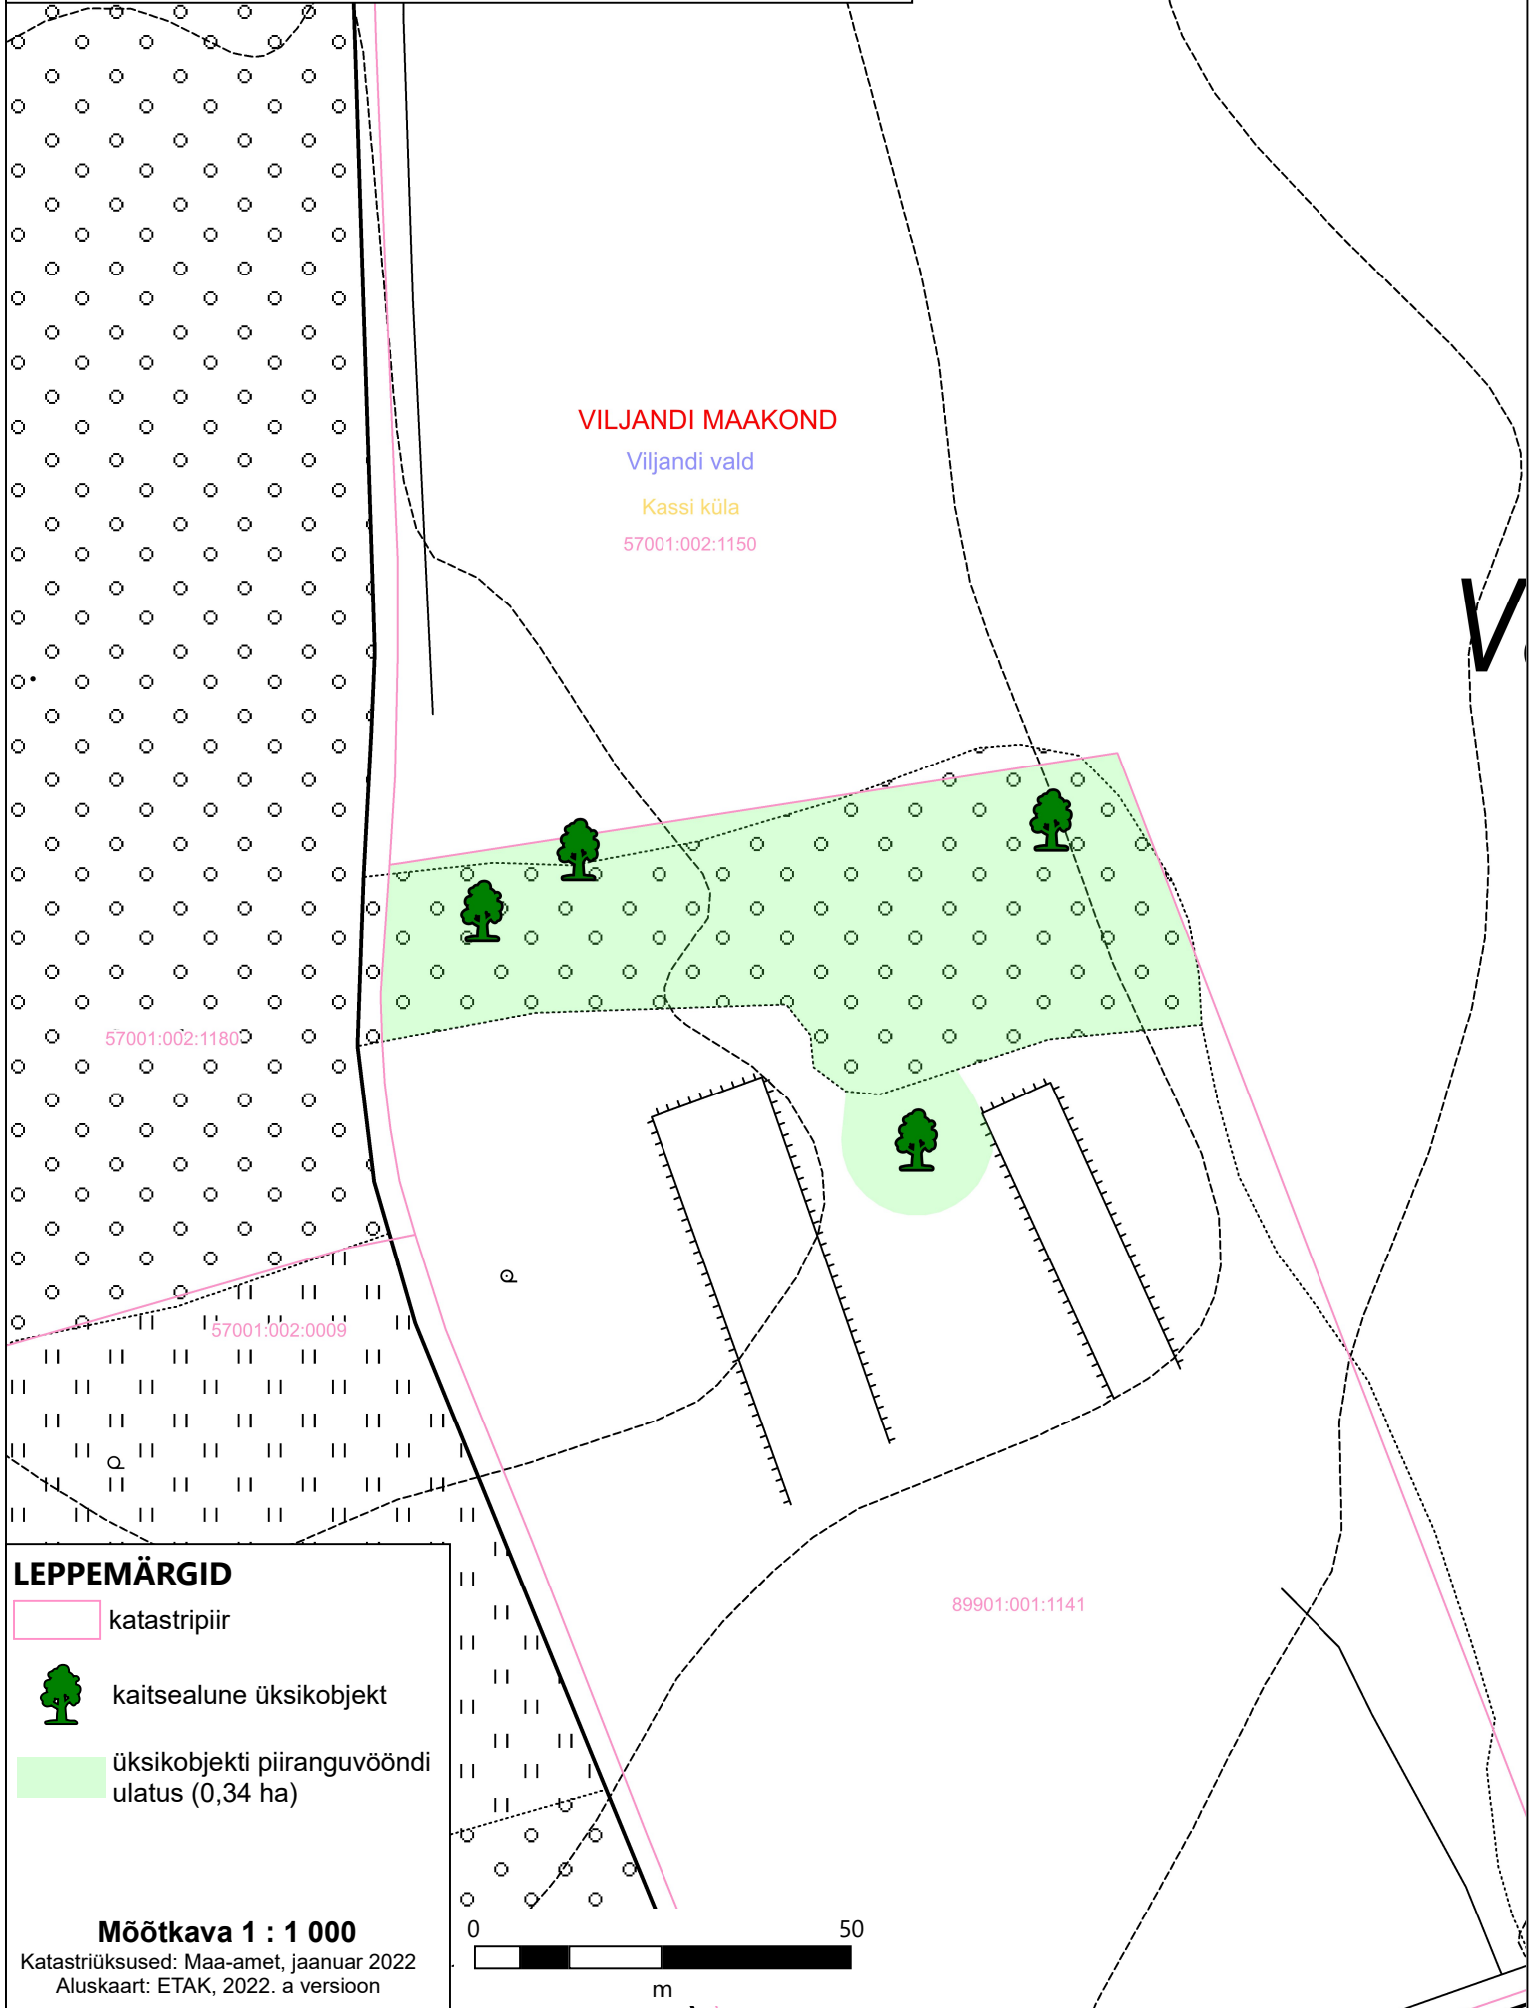 VILJANDI MAAKOND
Viljandi vald
Kassi küla
57001:002:1150
57001:002:1180
57001:002:0009
89901:001:1141
LEPPEMÄRGID
katastripiir
kaitsealune üksikobjekt
üksikobjekti piiranguvööndi
ulatus (0,34 ha)
Mõõtkava 1 : 1 000
Katastriüksused: Maa-amet, jaanuar 2022
Aluskaart: ETAK, 2022. a versioon
0 50
m